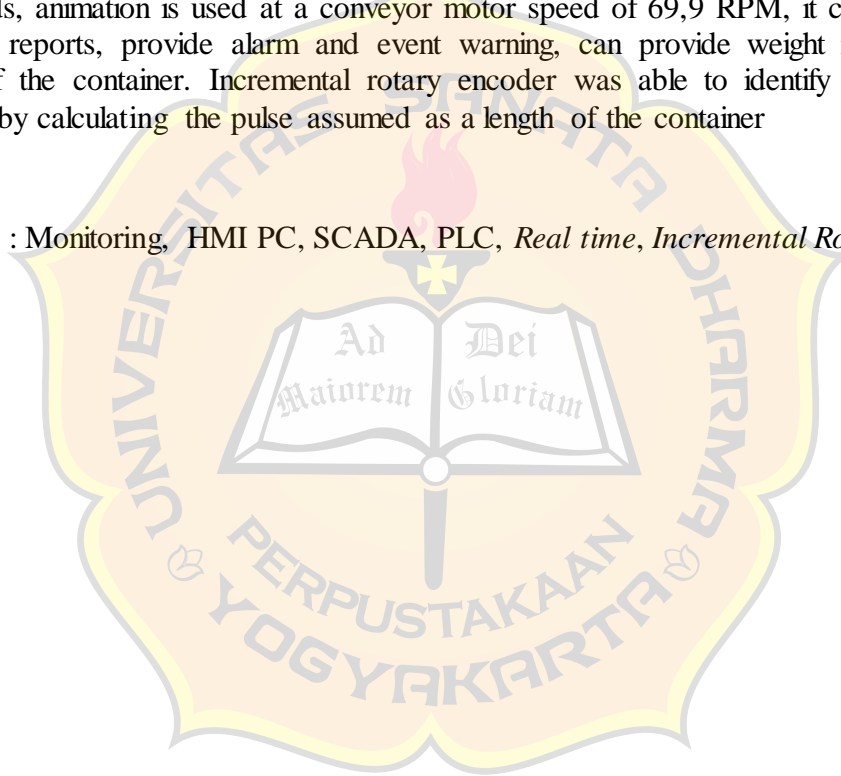 ds, animation is used at a conveyor motor speed of 69,9 RPM, it c
reports, provide alarm and event warning, can provide weight
f the container. Incremental rotary encoder was able to identify
by calculating the pulse assumed as a length of the container
: Monitoring, HMI PC, SCADA, PLC, Real time, Incremental Ro
UNIVERSITAS SANATA DHARMA
Ad Dei
Maiorem Gloriam
PERPUSTAKAAN
YOGYAKARTA